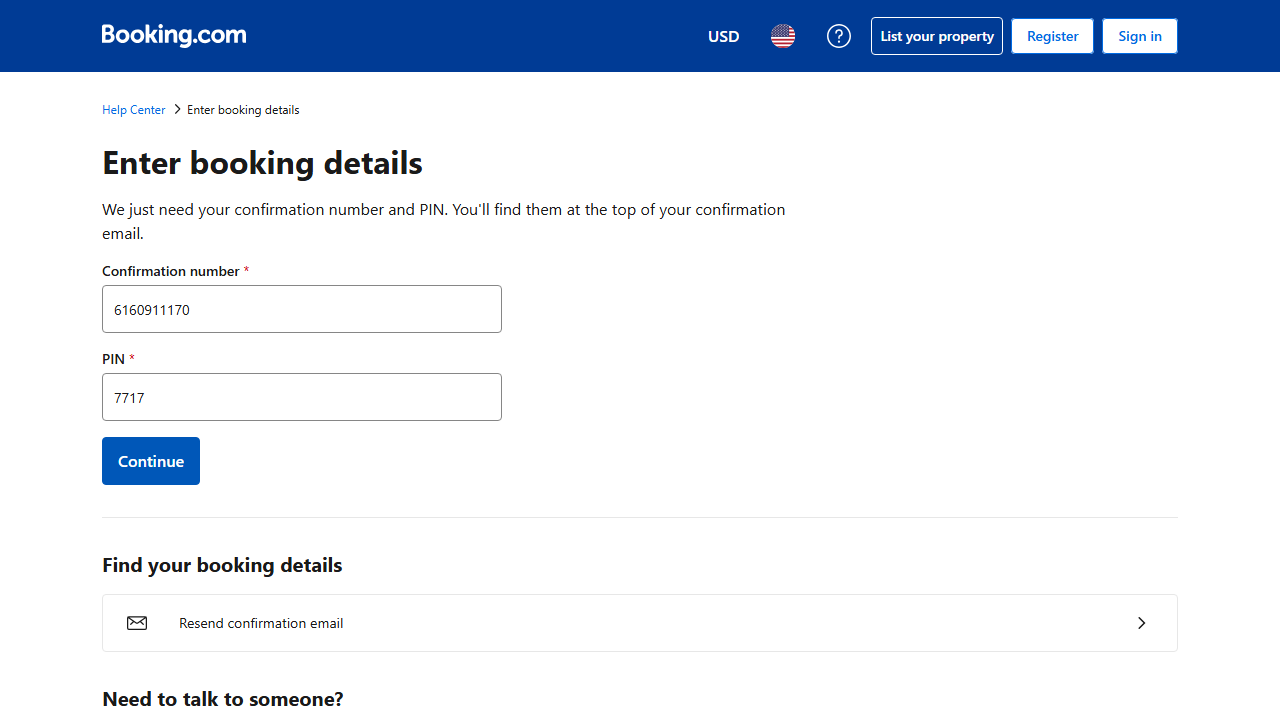 Booking.com
USD
List your property
Register
Sign in
Help Center
Enter booking details
Enter booking details
We just need your confirmation number and PIN. You'll find them at the top of your confirmation
email.
Confirmation number *
6160911170
PIN *
7717
Continue
Find your booking details
Resend confirmation email
Need to talk to someone?